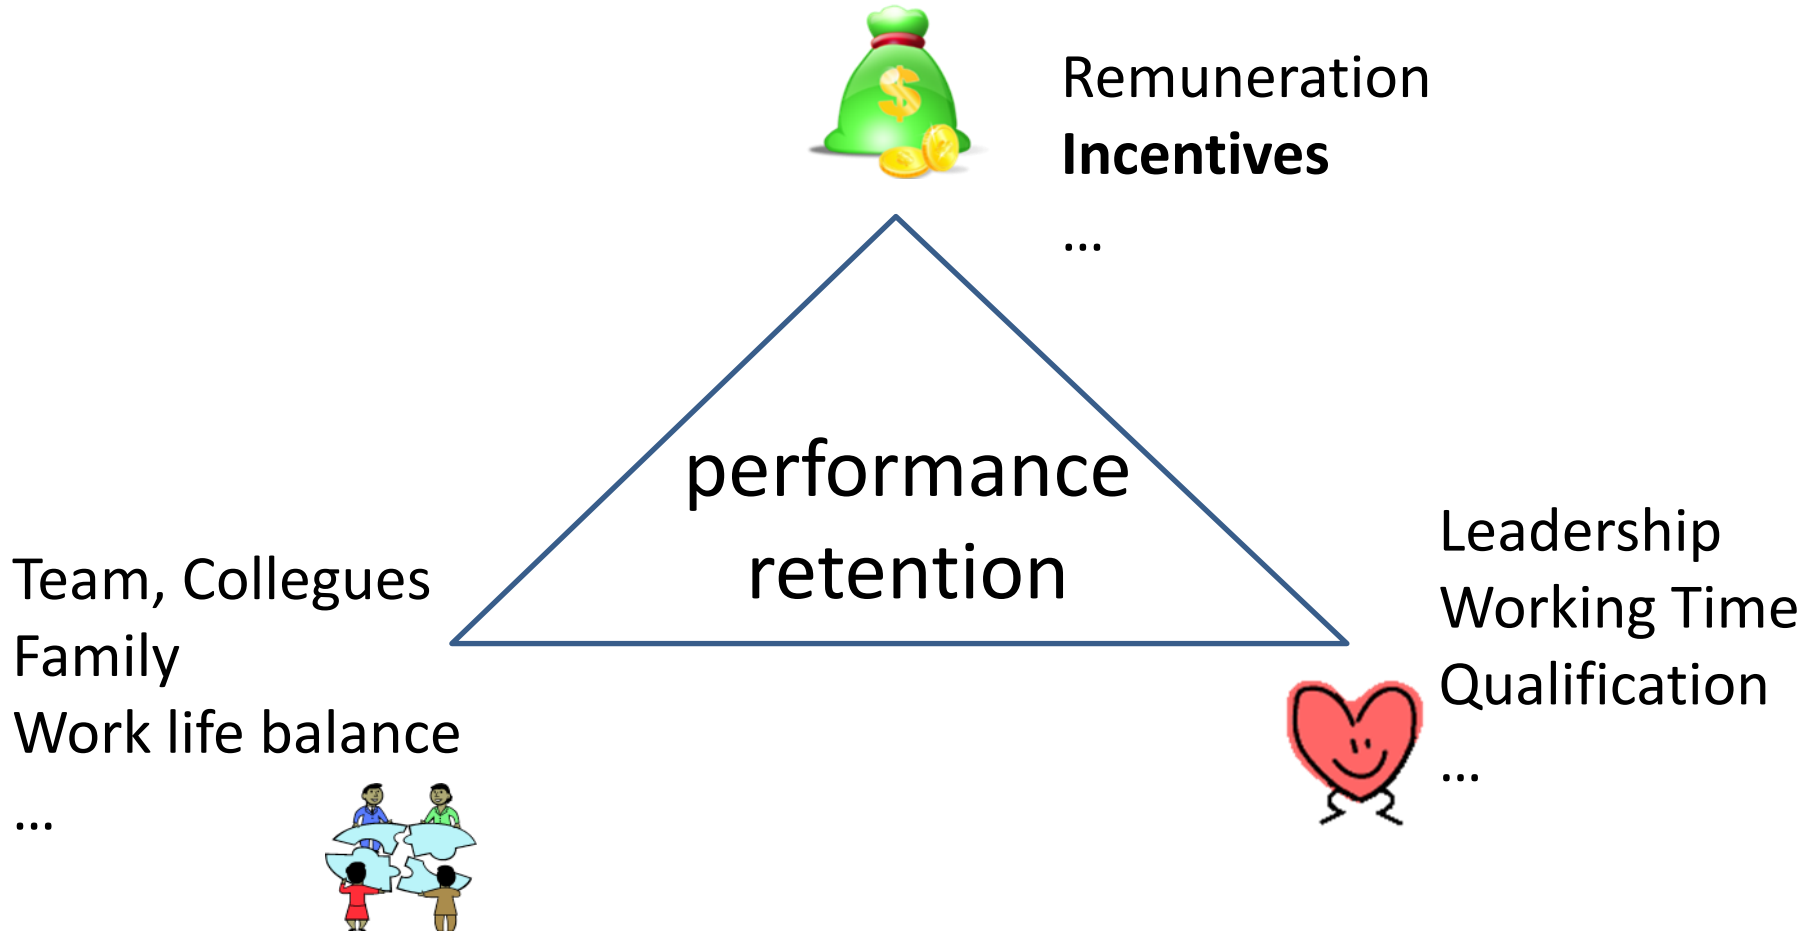 Remuneration
Incentives
...
performance
retention
Team, Collegues
Family
Work life balance
...
Leadership
Working Time
Qualification
...